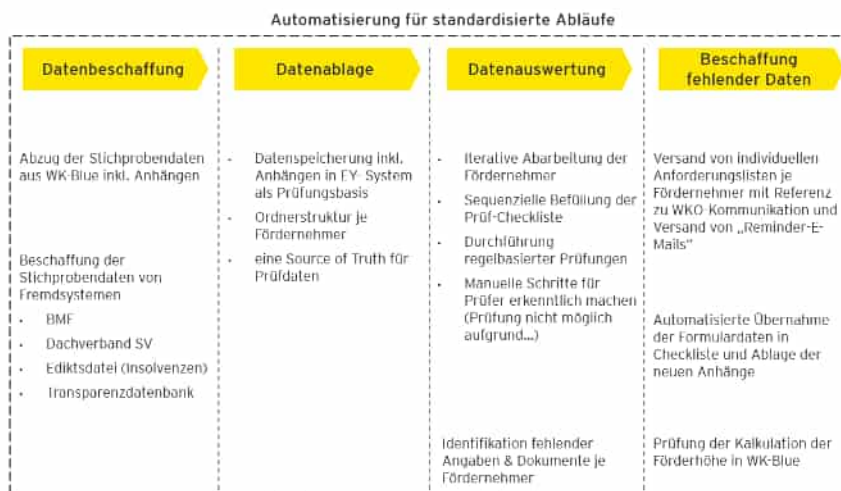 Automatisierung für standardisierte Abläufe
Datenbeschaffung
Abzug der Stichprobendaten
aus WK-Blue inkl. Anhängen
Beschaffung der
Stichprobendaten von
Fremdsystemen
- BMF
- Dachverband SV
- Ediktsdatei (Insolvenzen)
- Transparenzdatenbank
Datenablage
- Datenspeicherung inkl.
Anhängen in EY- System
als Prüfungsbasis
- Ordnerstruktur je
Fördernehmer
- eine Source of Truth für
Prüfdaten
Datenauswertung
- Iterative Abarbeitung der
Fördernehmer
- Sequenzielle Befüllung der
Prüf-Checkliste
- Durchführung
regelbasierter Prüfungen
- Manuelle Schritte für
Prüfer erkenntlich machen
(Prüfung nicht möglich
aufgrund...)
Identifikation fehlender
Angaben & Dokumente je
Fördernehmer
Beschaffung
fehlender Daten
Versand von individuellen
Anforderungslisten je
Fördernehmer mit Referenz
zu WKO-Kommunikation und
Versand von „Reminder-E-
Mails"
Automatisierte Übernahme
der Formulardaten in
Checkliste und Ablage der
neuen Anhänge
Prüfung der Kalkulation der
Förderhöhe in WK-Blue